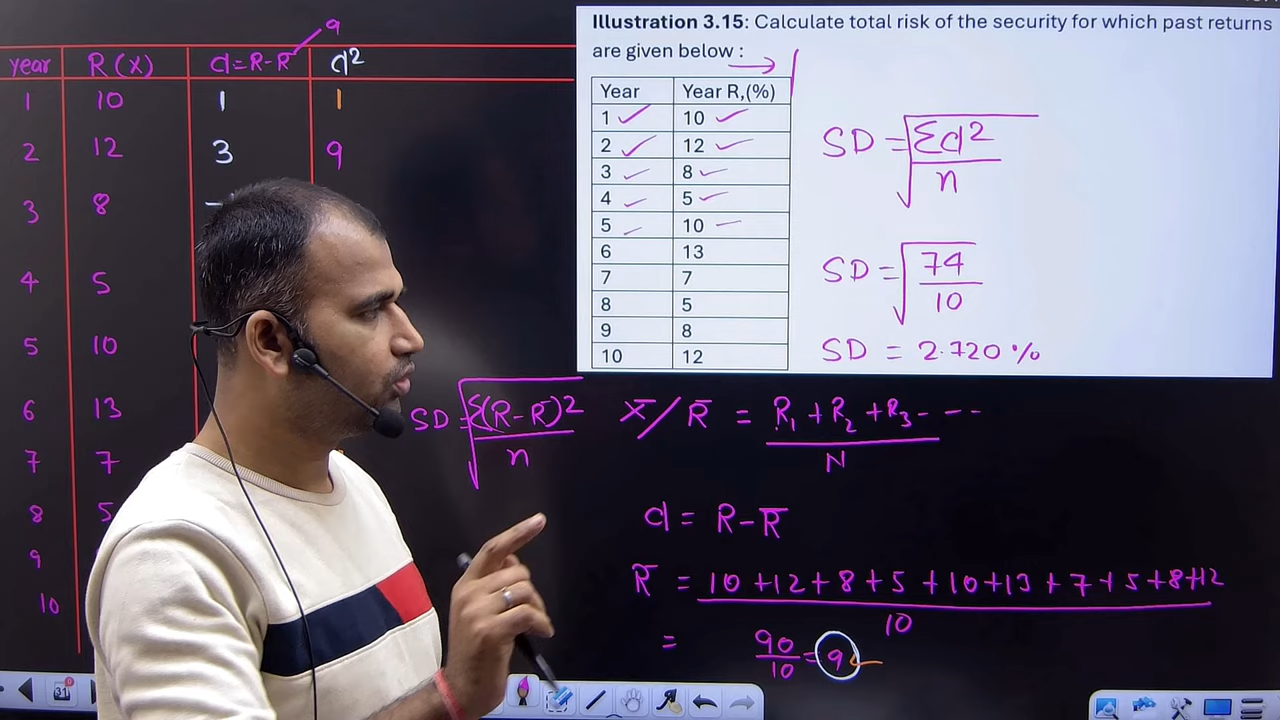 Illustration 3.15: Calculate total risk of the security for which past returns
are given below :
Year Year R,(%)
1 10
2 12
3 8
4 5
5 10
6 13
7 7
8 5
9 8
10 12
SD = √Σd²/n
SD = √74/10
SD = 2.720%
9
year R(X) d=R-R̄ d²
1 10 1 1
2 12 3 9
3 8
4 5
5 10
6 13
7 7
8 5
9
10
SD = √Σ(R-R̄)²/n
X̄/R̄ = R₁+R₂+R₃----/N
d = R-R̄
R̄ = 10+12+8+5+10+13+7+5+8+12/10
= 90/10 = 9
31